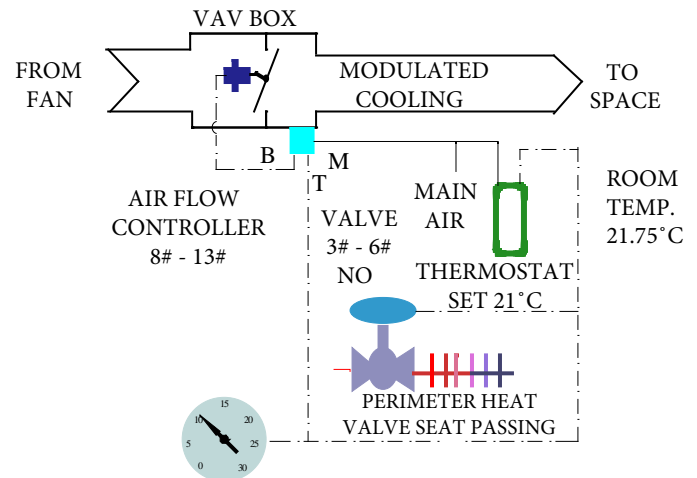 VAV BOX
FROM
FAN
MODULATED
COOLING
TO
SPACE
B
M
T
AIR FLOW
CONTROLLER
8# - 13#
VALVE
3# - 6#
NO
MAIN
AIR
ROOM
TEMP.
21.75˚C
THERMOSTAT
SET 21˚C
PERIMETER HEAT
VALVE SEAT PASSING
0
5
10
15
20
25
30